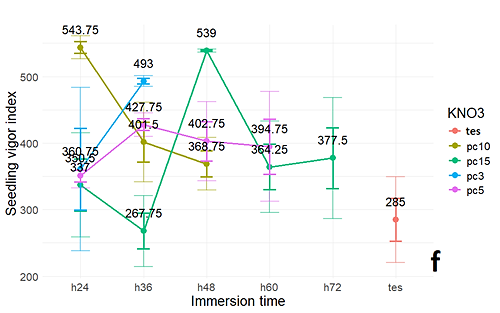 543.75
539
493
427.75
401.5
402.75
394.75
360.75
350.5
337
368.75
364.25
377.5
267.75
285
500
400
300
200
Seedling vigor index
h24 h36 h48 h60 h72 tes
Immersion time
KNO3
tes
pc10
pc15
pc3
pc5
f